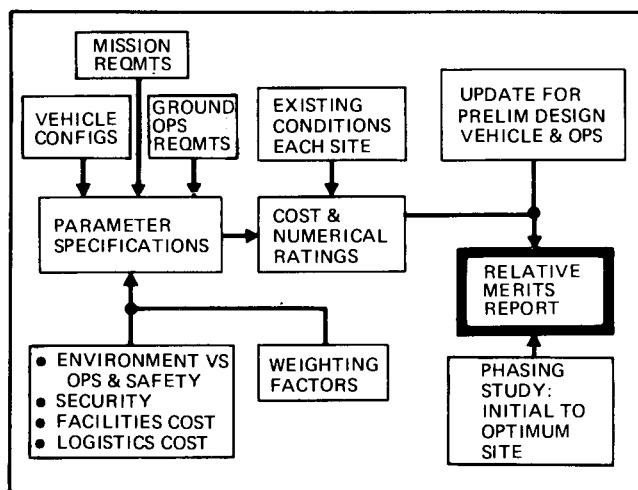 MISSION
REQMTS
VEHICLE
CONFIGS
GROUND
OPS
REQMTS
EXISTING
CONDITIONS
EACH SITE
UPDATE FOR
PRELIM DESIGN
VEHICLE & OPS
PARAMETER
SPECIFICATIONS
COST &
NUMERICAL
RATINGS
RELATIVE
MERITS
REPORT
● ENVIRONMENT VS
OPS & SAFETY
● SECURITY
● FACILITIES COST
● LOGISTICS COST
WEIGHTING
FACTORS
PHASING
STUDY:
INITIAL TO
OPTIMUM
SITE